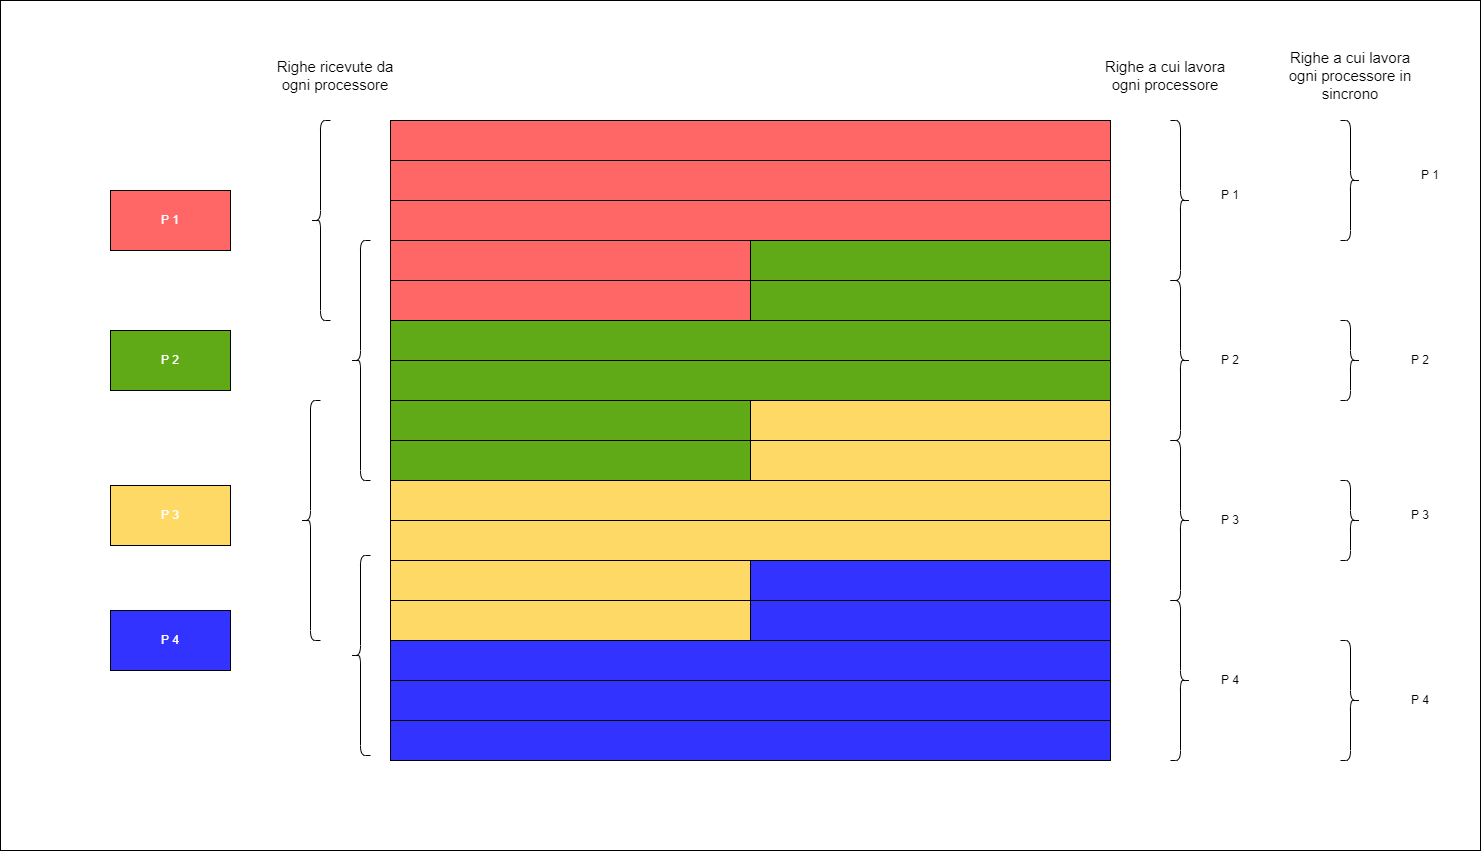 Righe ricevute da
ogni processore
Righe a cui lavora
ogni processore
Righe a cui lavora
ogni processore in
sincrono
P 1
P 2
P 3
P 4
P 1
P 2
P 3
P 4
P 1
P 2
P 3
P 4